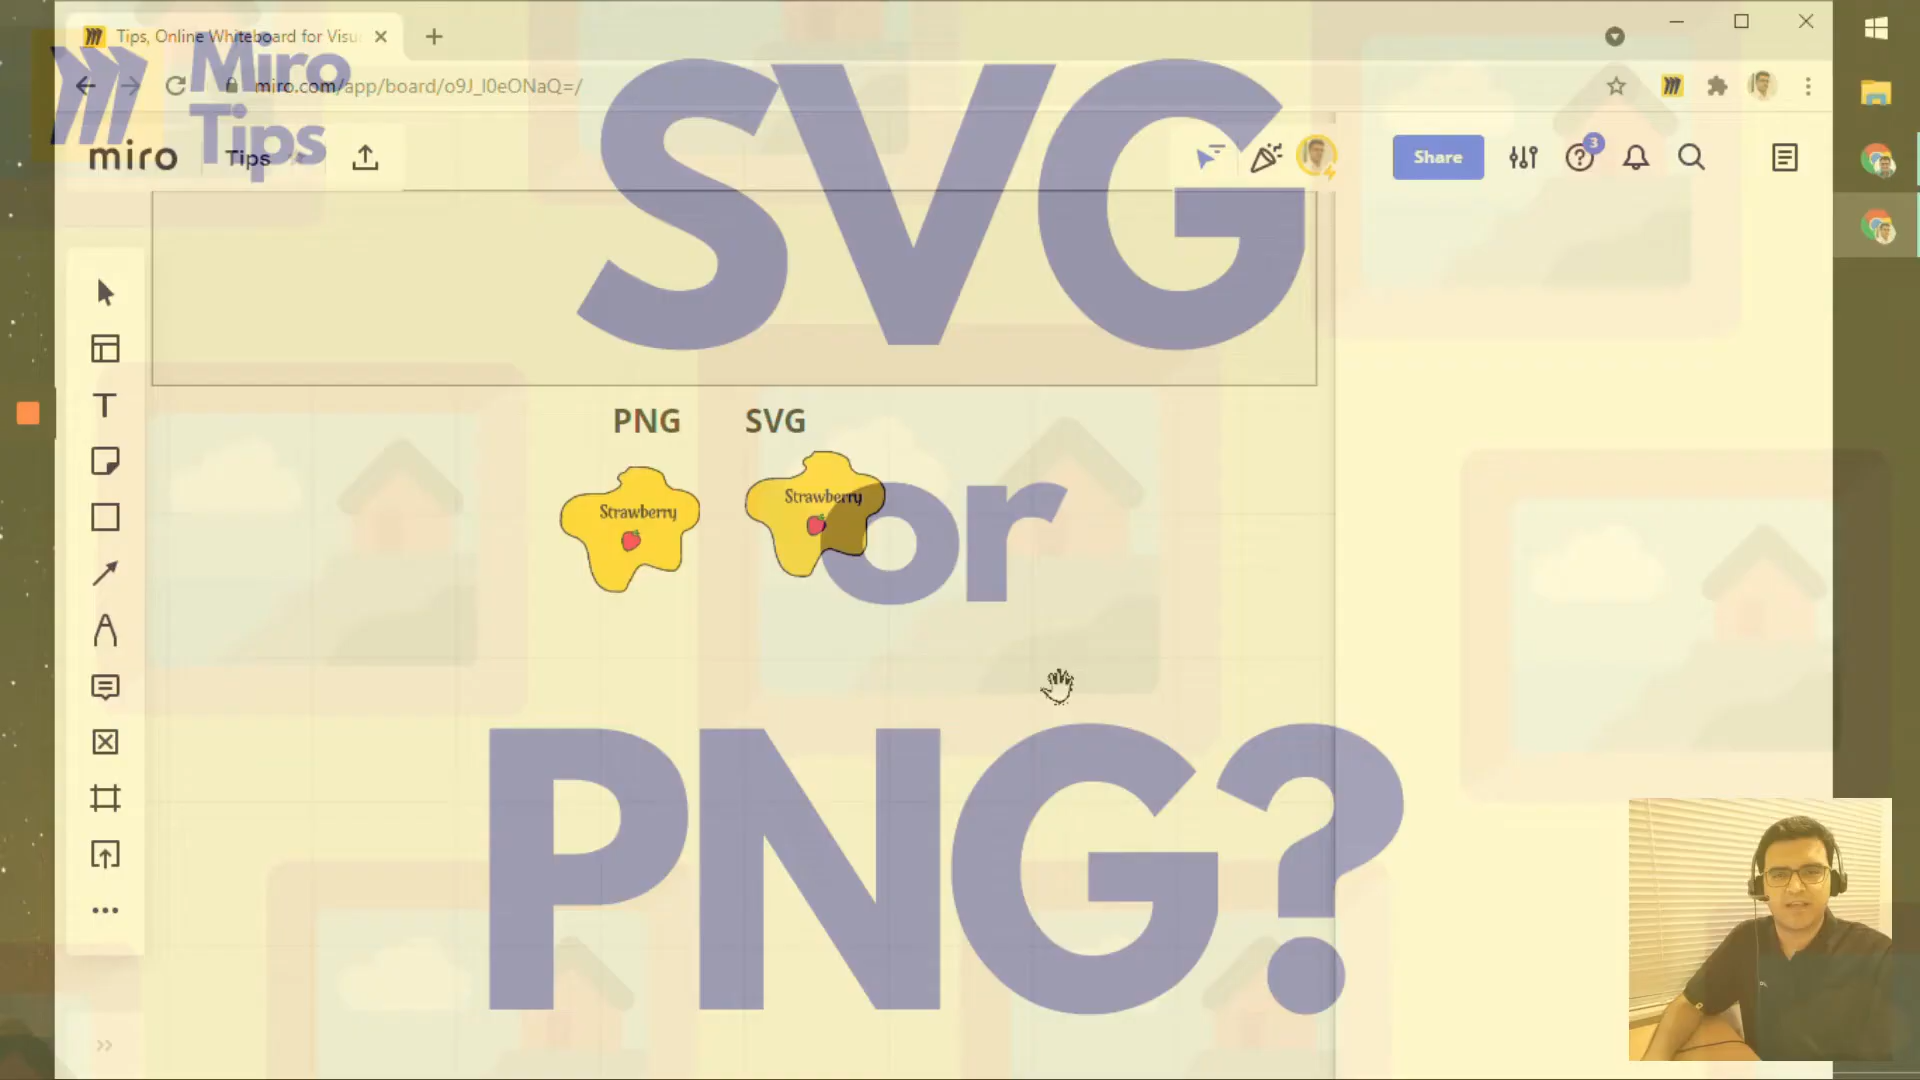 Tips, Online Whiteboard for Visu
miro.com/app/board/o9J_l0eONaQ=/
Miro
Tips
miro
Tips
Share
3
SVG
or
PNG?
PNG
SVG
Strawberry
Strawberry